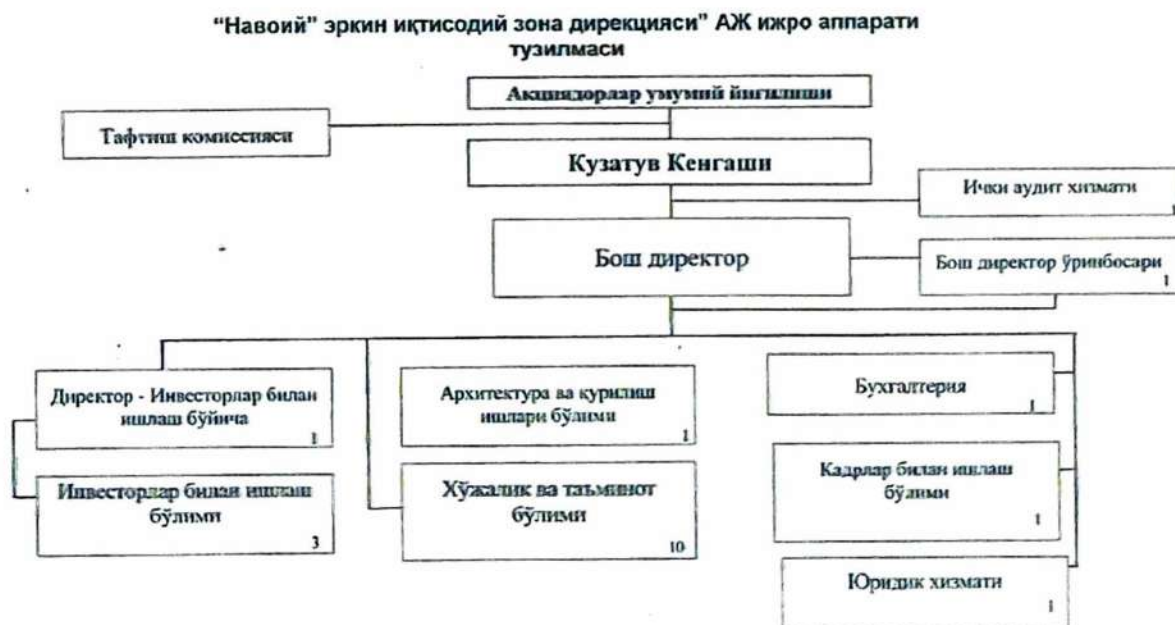 “Навоий” эркин иқтисодий зона дирекцияси” АЖ ижро аппарати
тузилмаси
Акциядорлар умумий йиғилиши
Тафтиш комиссияси
Кузатув Кенгаши
Ички аудит хизмати
1
Бош директор
Бош директор ўринбосари
1
Директор - Инвесторлар билан
ишлаш бўйича
1
Архитектура ва қурилиш
ишлари бўлими
1
Бухгалтерия
1
Инвесторлар билан ишлаш
бўлими
3
Хўжалик ва таъминот
бўлими
10
Кадрлар билан ишлаш
бўлими
1
Юридик хизмати
1